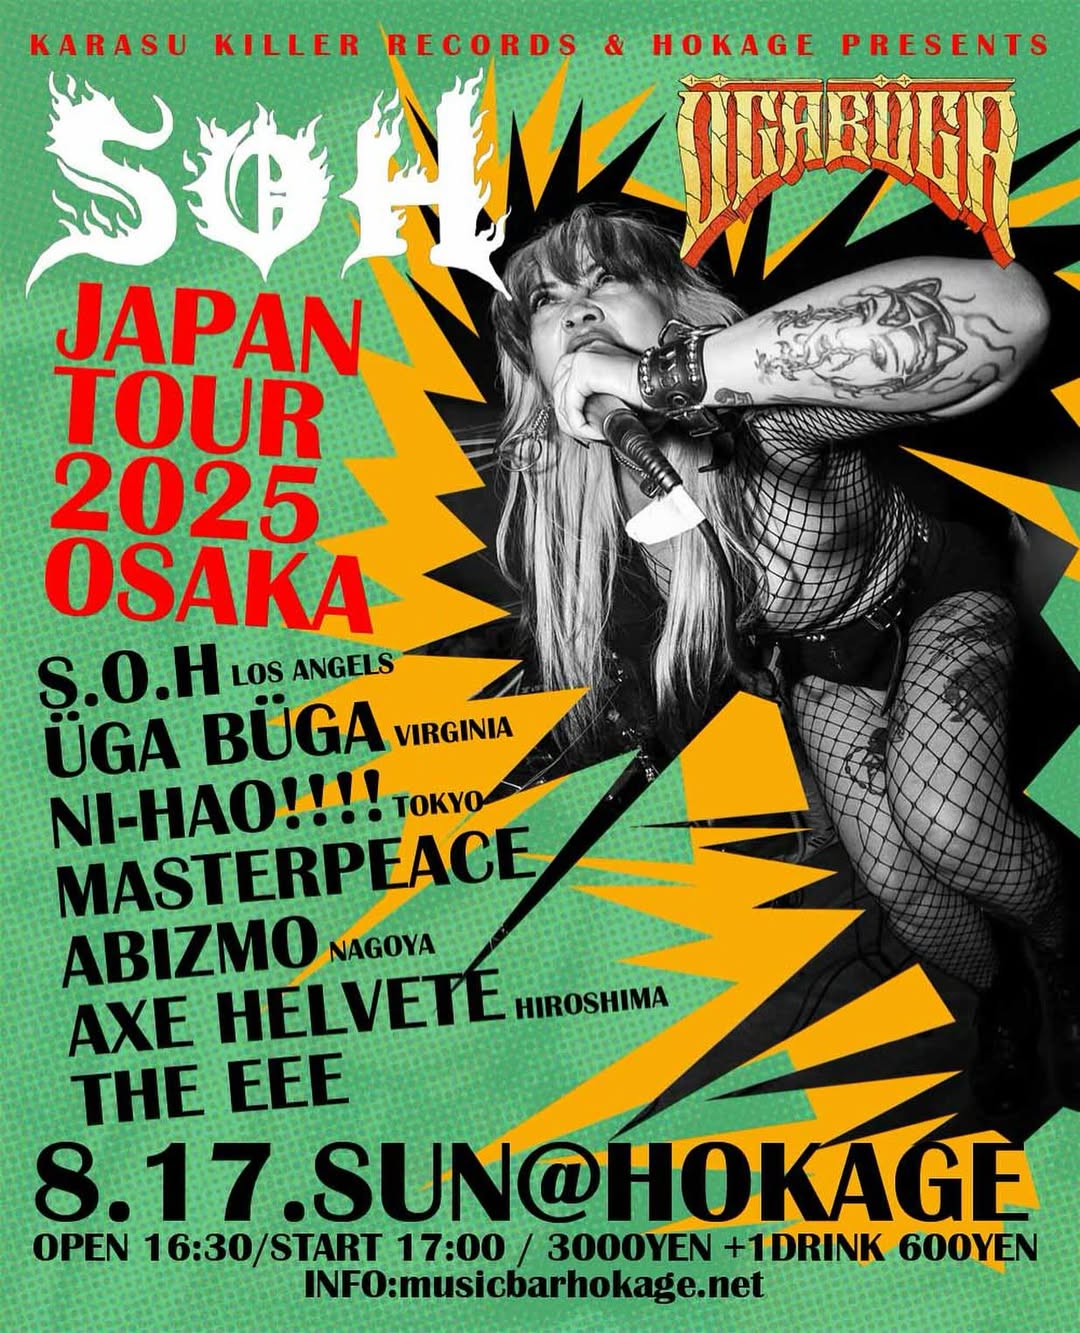 KARASU KILLER RECORDS & HOKAGE PRESENTS
SOH
ÜGABÜGA
JAPAN
TOUR
2025
OSAKA
S.O.H LOS ANGELS
ÜGA BÜGA VIRGINIA
NI-HAO!!!! TOKYO
MASTERPEACE
ABIZMO NAGOYA
AXE HELVETE HIROSHIMA
THE EEE
8.17.SUN@HOKAGE
OPEN 16:30/START 17:00 / 3000YEN +1DRINK 600YEN
INFO:musicbarhokage.net